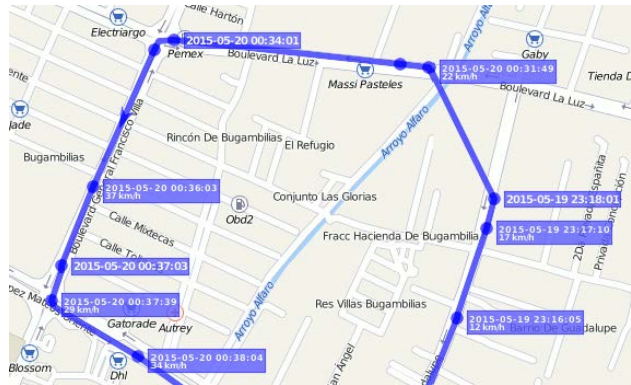 Calle Hartón
Electriargo
2015-05-20 00:34:01
Pemex
Boulevard La Luz
Gaby
2015-05-20 00:31:49
22 km/h
Massi Pasteles
Tienda D
Boulevard La Luz
Jade
Arroyo Alfaro
Arroyo Alfaro
Boulevard General Francisco Villa
Rincón De Bugambilias
El Refugio
Bugambilias
2015-05-20 00:36:03
37 km/h
Conjunto Las Glorias
2015-05-19 23:18:01
Obd2
Calle Mixtecas
Fracc Hacienda De Bugambilia
2015-05-19 23:17:10
17 km/h
2015-05-20 00:37:03
2015-05-20 00:37:39
29 km/h
Res Villas Bugambilias
Gatorade
Autrey
Arroyo Alfaro
2015-05-19 23:16:05
12 km/h
Barrio De Guadalupe
2015-05-20 00:38:04
34 km/h
Blossom
Dhl